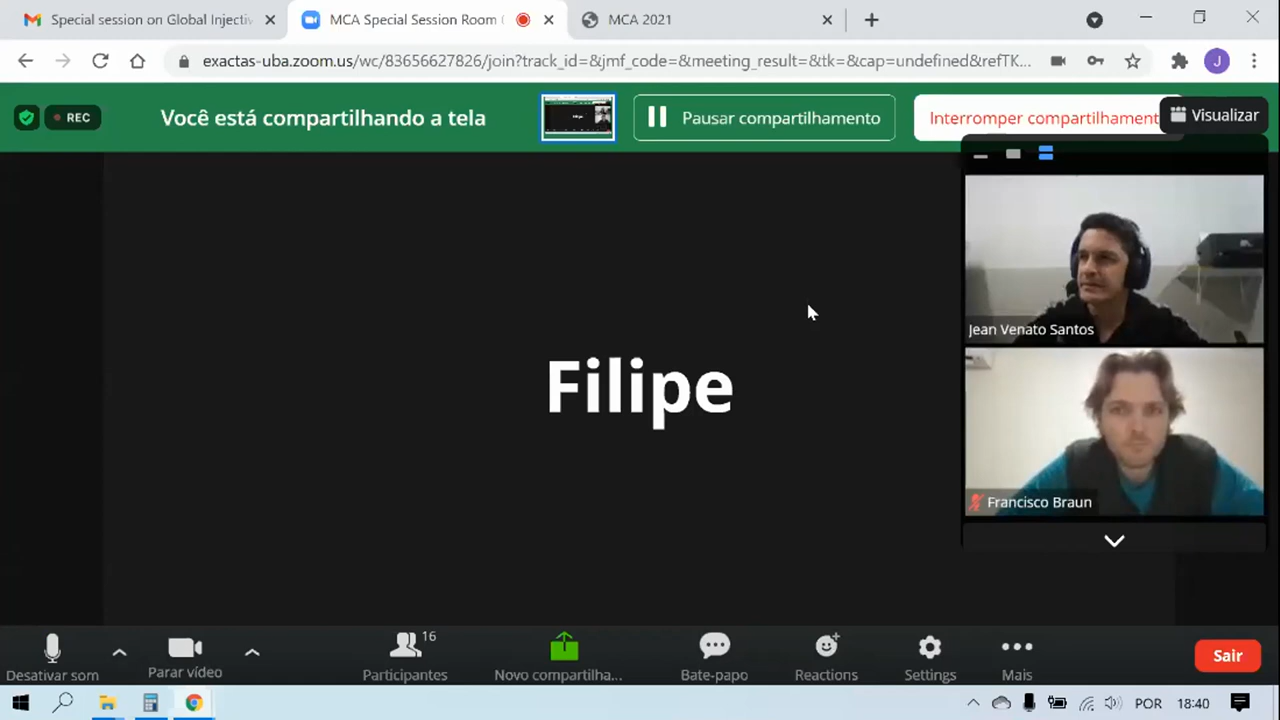 Special session on Global Injectiv
MCA Special Session Room (
MCA 2021
exactas-uba.zoom.us/wc/83656627826/join?track_id=&jmf_code=&meeting_result=&tk=&cap=undefined&refTK...
J
REC
Você está compartilhando a tela
Pausar compartilhamento
Interromper compartilhament
Visualizar
Filipe
Jean Venato Santos
Francisco Braun
16
Desativar som
Parar vídeo
Participantes
Novo compartilha...
Bate-papo
Reactions
Settings
Mais
Sair
POR
18:40